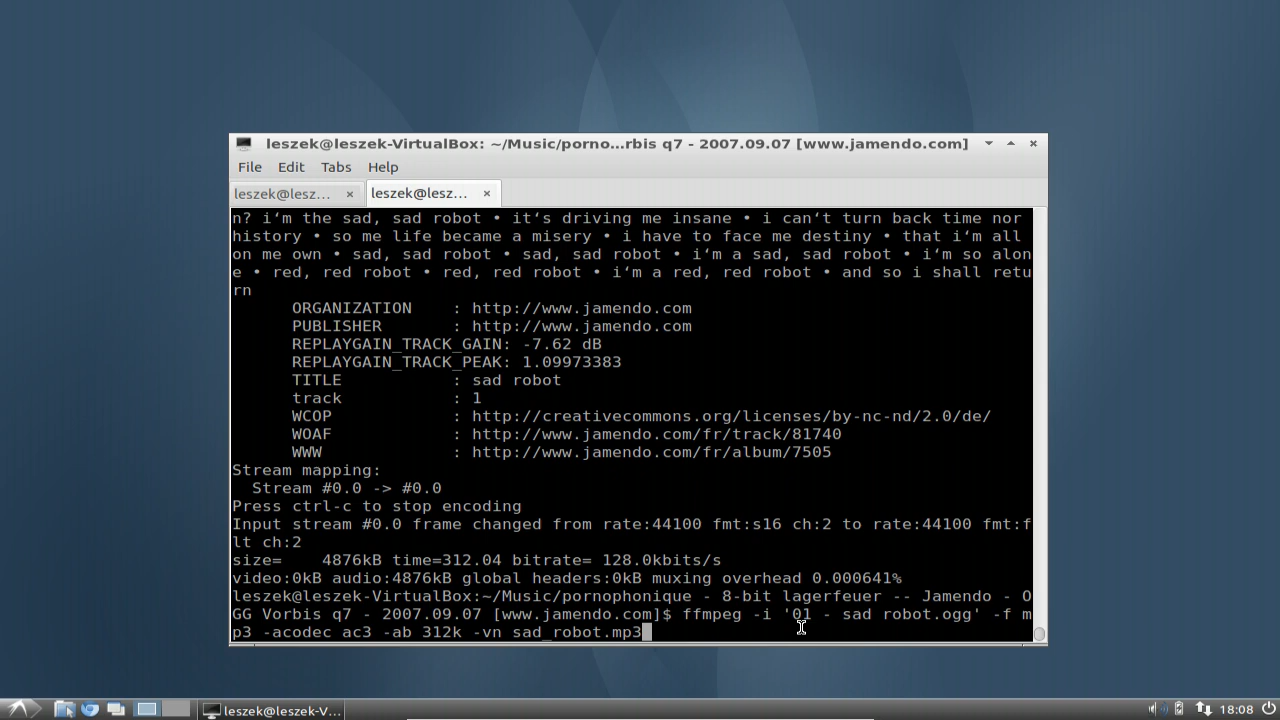 leszek@leszek-VirtualBox: ~/Music/porno...rbis q7 - 2007.09.07 [www.jamendo.com]
File Edit Tabs Help
leszek@lesz... leszek@lesz...
n? i‘m the sad, sad robot • it‘s driving me insane • i can‘t turn back time nor
history • so me life became a misery • i have to face me destiny • that i‘m all
on me own • sad, sad robot • sad, sad robot • i‘m a sad, sad robot • i‘m so alon
e • red, red robot • red, red robot • i‘m a red, red robot • and so i shall retu
rn
ORGANIZATION : http://www.jamendo.com
PUBLISHER : http://www.jamendo.com
REPLAYGAIN_TRACK_GAIN: -7.62 dB
REPLAYGAIN_TRACK_PEAK: 1.09973383
TITLE : sad robot
track : 1
WCOP : http://creativecommons.org/licenses/by-nc-nd/2.0/de/
WOAF : http://www.jamendo.com/fr/track/81740
WWW : http://www.jamendo.com/fr/album/7505
Stream mapping:
Stream #0.0 -> #0.0
Press ctrl-c to stop encoding
Input stream #0.0 frame changed from rate:44100 fmt:s16 ch:2 to rate:44100 fmt:f
lt ch:2
size= 4876kB time=312.04 bitrate= 128.0kbits/s
video:0kB audio:4876kB global headers:0kB muxing overhead 0.000641%
leszek@leszek-VirtualBox:~/Music/pornophonique - 8-bit lagerfeuer -- Jamendo - O
GG Vorbis q7 - 2007.09.07 [www.jamendo.com]$ ffmpeg -i '01 - sad robot.ogg' -f m
p3 -acodec ac3 -ab 312k -vn sad_robot.mp3
leszek@leszek-V... 18:08